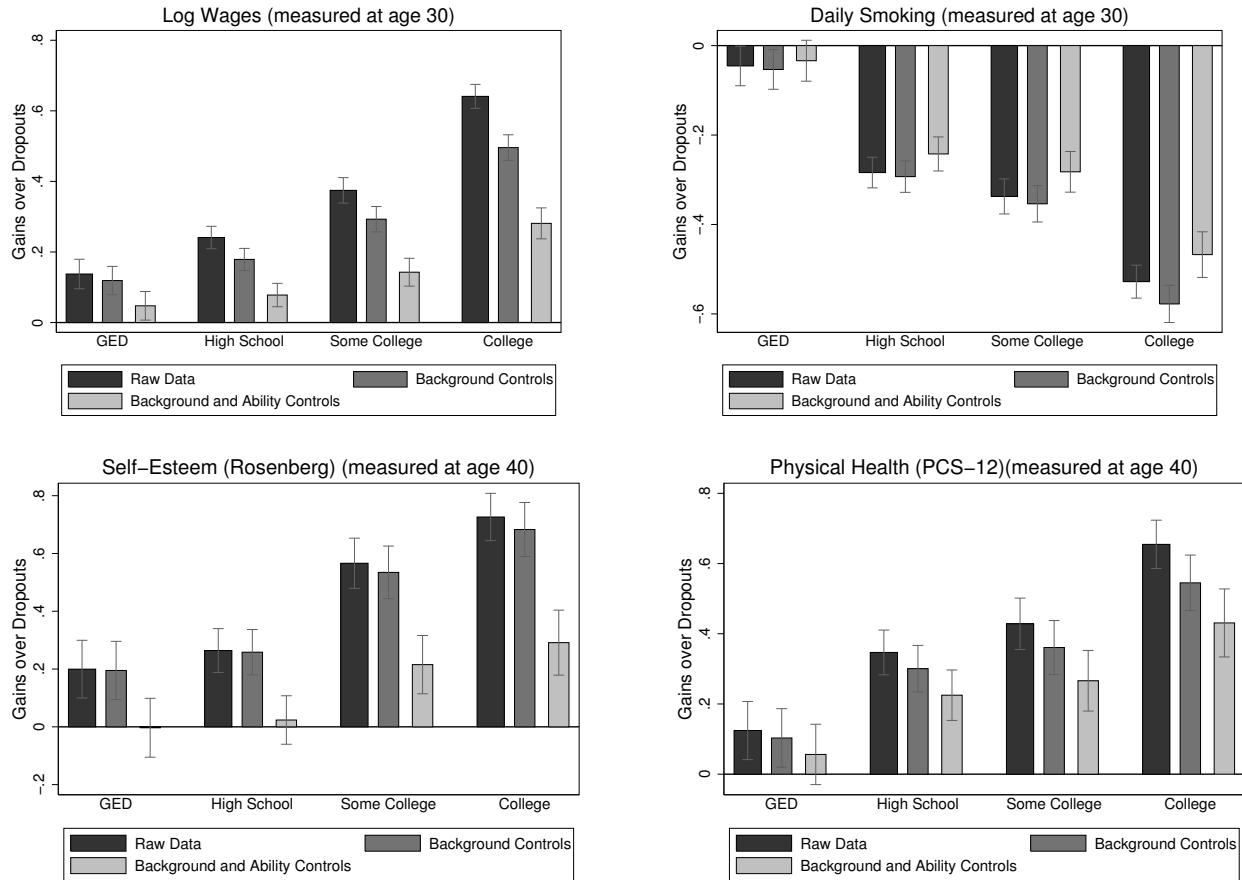 Log Wages (measured at age 30)
Gains over Dropouts
.8
.6
.4
.2
0
GED High School Some College College
Raw Data Background Controls
Background and Ability Controls
Daily Smoking (measured at age 30)
Gains over Dropouts
0
-.2
-.4
-.6
GED High School Some College College
Raw Data Background Controls
Background and Ability Controls
Self-Esteem (Rosenberg) (measured at age 40)
Gains over Dropouts
.8
.6
.4
.2
0
-.2
GED High School Some College College
Raw Data Background Controls
Background and Ability Controls
Physical Health (PCS-12)(measured at age 40)
Gains over Dropouts
.8
.6
.4
.2
0
GED High School Some College College
Raw Data Background Controls
Background and Ability Controls